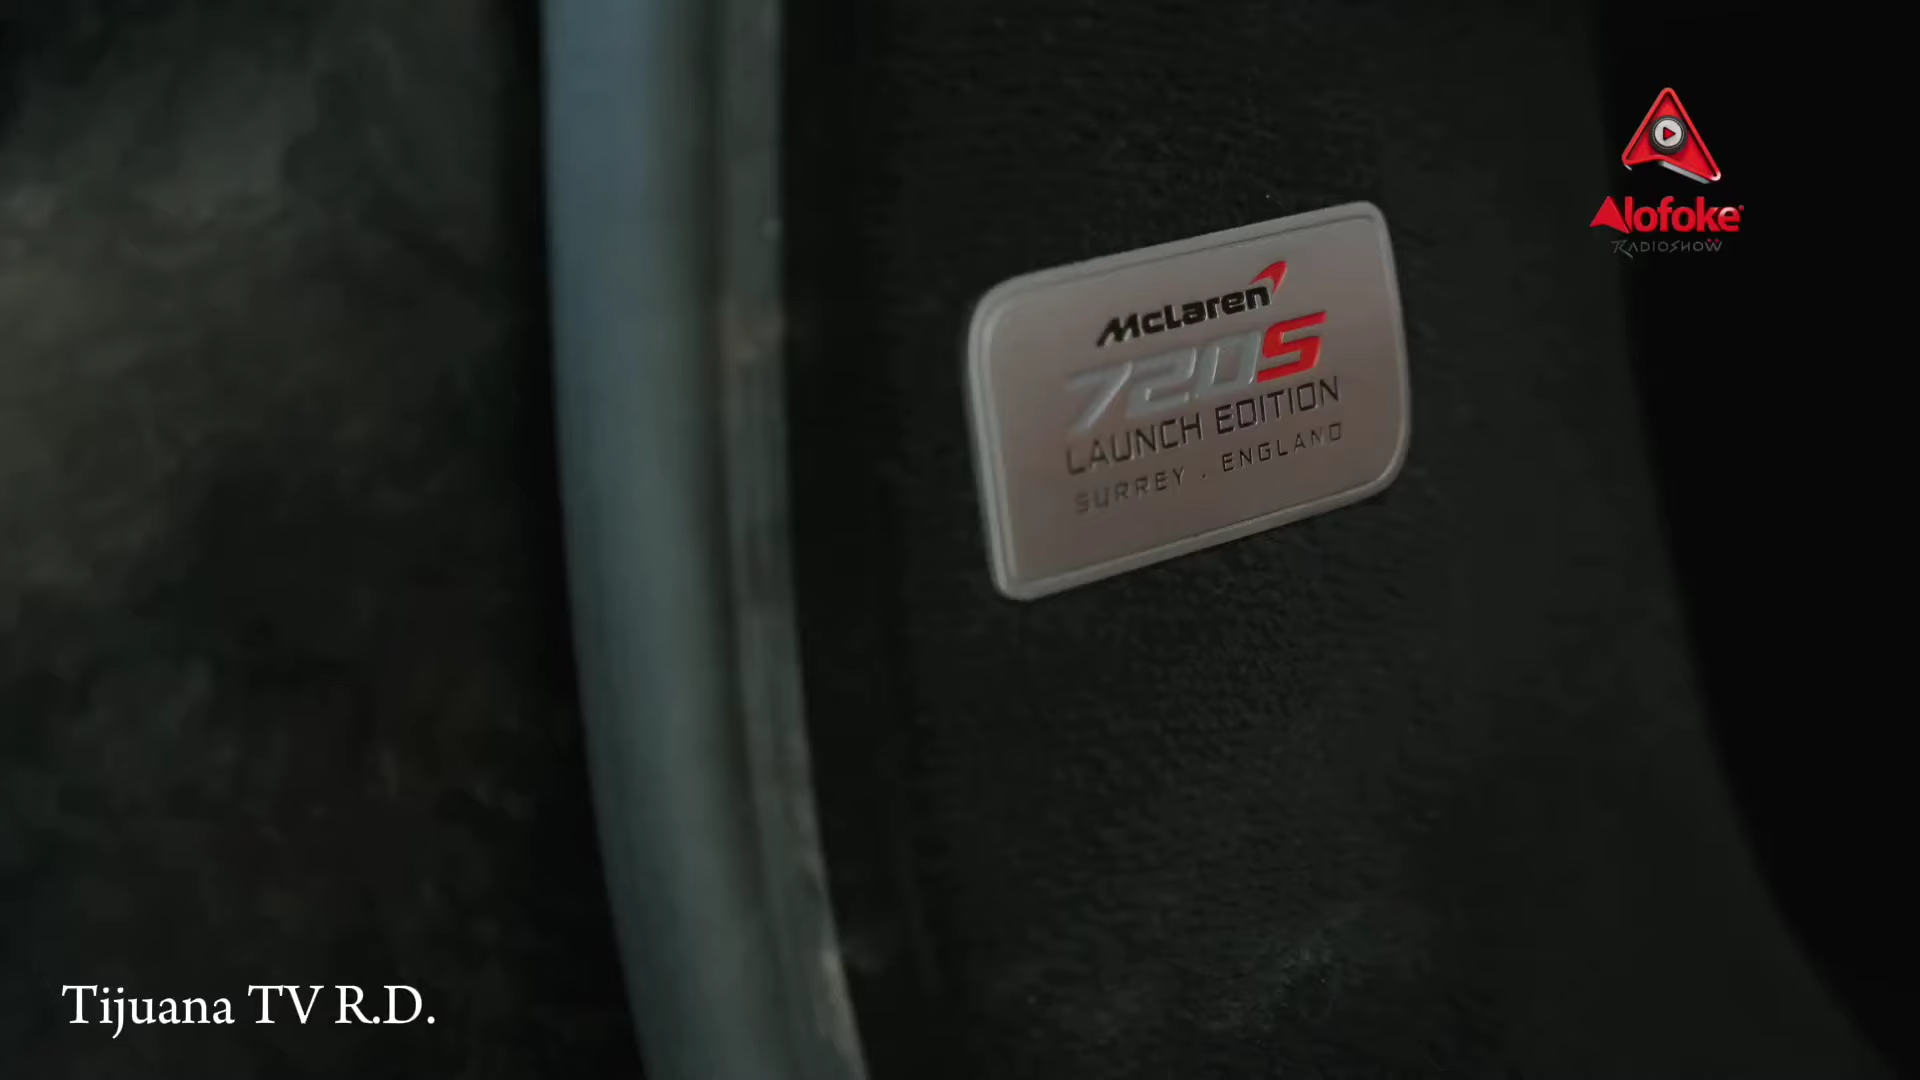 Alofoke
RADIOSHOW
McLaren
720S
LAUNCH EDITION
SURREY . ENGLAND
Tijuana TV R.D.